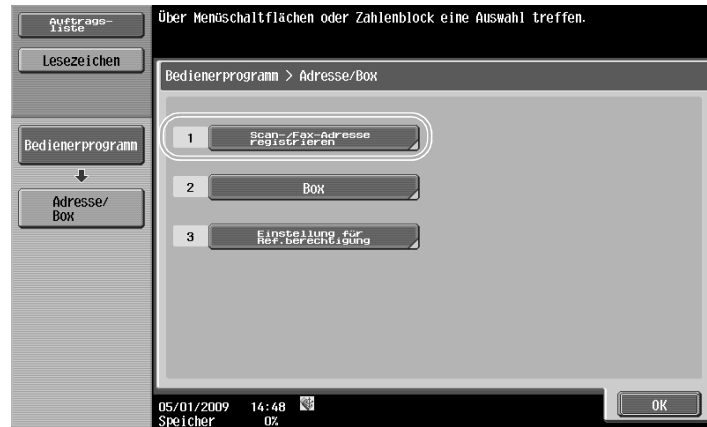 Auftrags-
liste
Lesezeichen
Bedienerprogramm
Adresse/
Box
Über Menüschaltflächen oder Zahlenblock eine Auswahl treffen.
Bedienerprogramm > Adresse/Box
1 Scan-/Fax-Adresse
registrieren
2 Box
3 Einstellung für
Ref.berechtigung
05/01/2009 14:48
Speicher 0%
OK